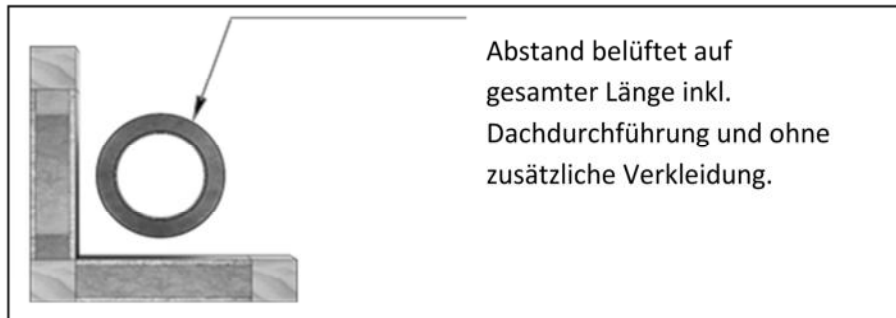 Abstand belüftet auf
gesamter Länge inkl.
Dachdurchführung und ohne
zusätzliche Verkleidung.